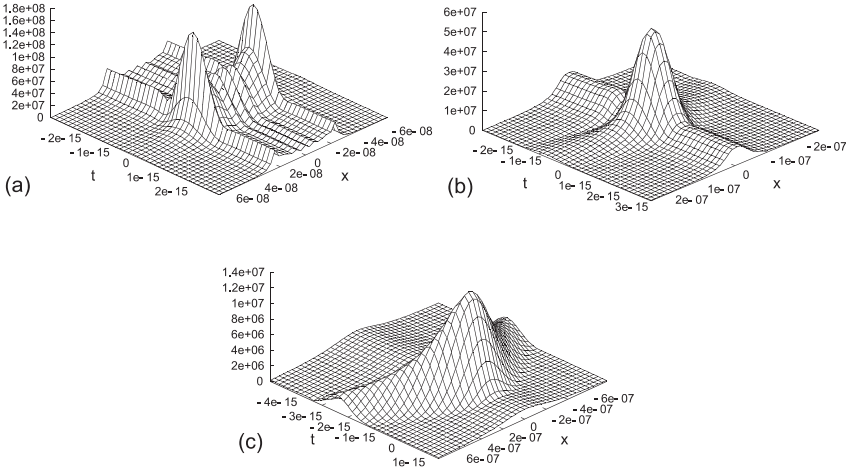 1.8e+08
1.6e+08
1.4e+08
1.2e+08
1e+08
8e+07
6e+07
4e+07
2e+07
0
- 2e- 15
- 1e- 15
0
1e- 15
2e- 15
t
6e- 08
4e- 08
2e- 08
0
- 2e- 08
- 4e- 08
- 6e- 08
x
(a)
6e+07
5e+07
4e+07
3e+07
2e+07
1e+07
0
- 2e- 15
- 1e- 15
0
1e- 15
2e- 15
3e- 15
t
2e- 07
1e- 07
0
- 1e- 07
- 2e- 07
x
(b)
1.4e+07
1.2e+07
1e+07
8e+06
6e+06
4e+06
2e+06
0
- 4e- 15
- 3e- 15
- 2e- 15
- 1e- 15
0
1e- 15
t
6e- 07
4e- 07
2e- 07
0
- 2e- 07
- 4e- 07
- 6e- 07
x
(c)